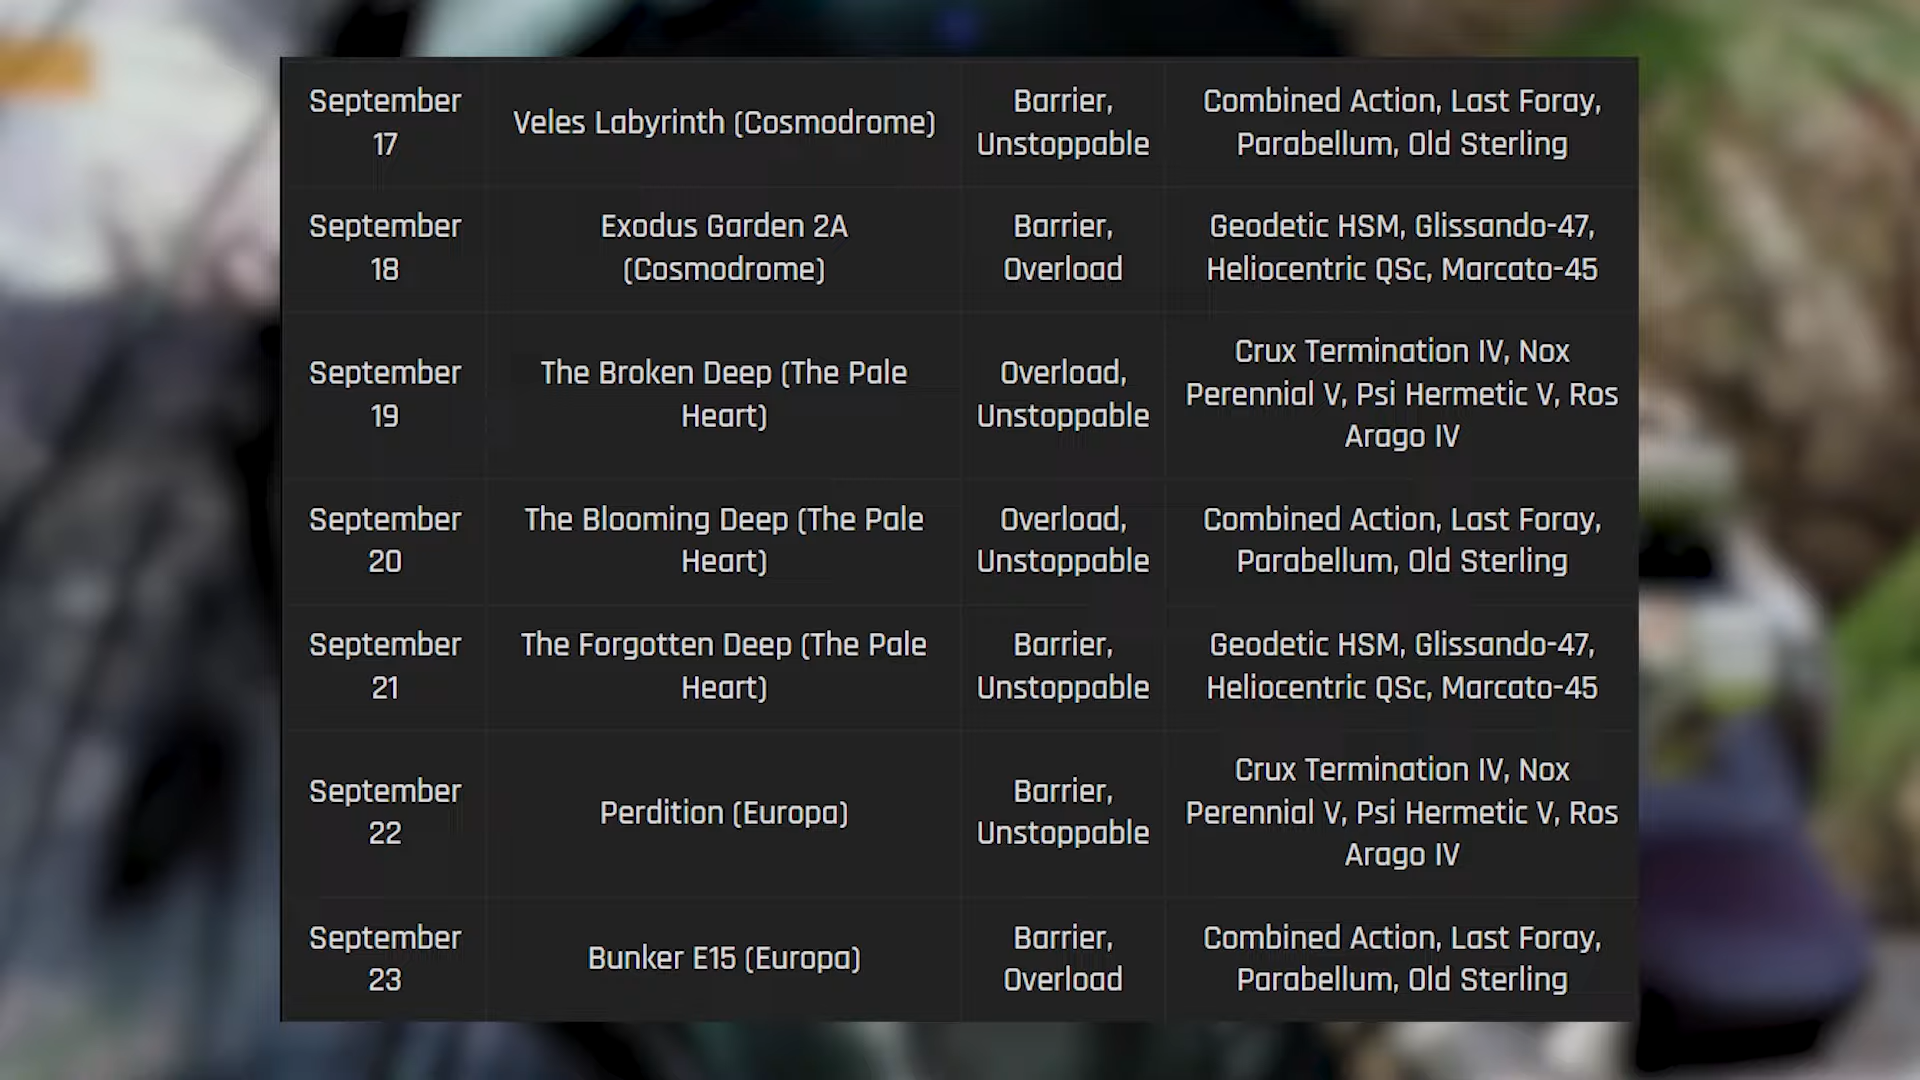 September
17
Veles Labyrinth (Cosmodrome)
Barrier,
Unstoppable
Combined Action, Last Foray,
Parabellum, Old Sterling
September
18
Exodus Garden 2A
(Cosmodrome)
Barrier,
Overload
Geodetic HSM, Glissando-47,
Heliocentric QSc, Marcato-45
September
19
The Broken Deep (The Pale
Heart)
Overload,
Unstoppable
Crux Termination IV, Nox
Perennial V, Psi Hermetic V, Ros
Arago IV
September
20
The Blooming Deep (The Pale
Heart)
Overload,
Unstoppable
Combined Action, Last Foray,
Parabellum, Old Sterling
September
21
The Forgotten Deep (The Pale
Heart)
Barrier,
Unstoppable
Geodetic HSM, Glissando-47,
Heliocentric QSc, Marcato-45
September
22
Perdition (Europa)
Barrier,
Unstoppable
Crux Termination IV, Nox
Perennial V, Psi Hermetic V, Ros
Arago IV
September
23
Bunker E15 (Europa)
Barrier,
Overload
Combined Action, Last Foray,
Parabellum, Old Sterling